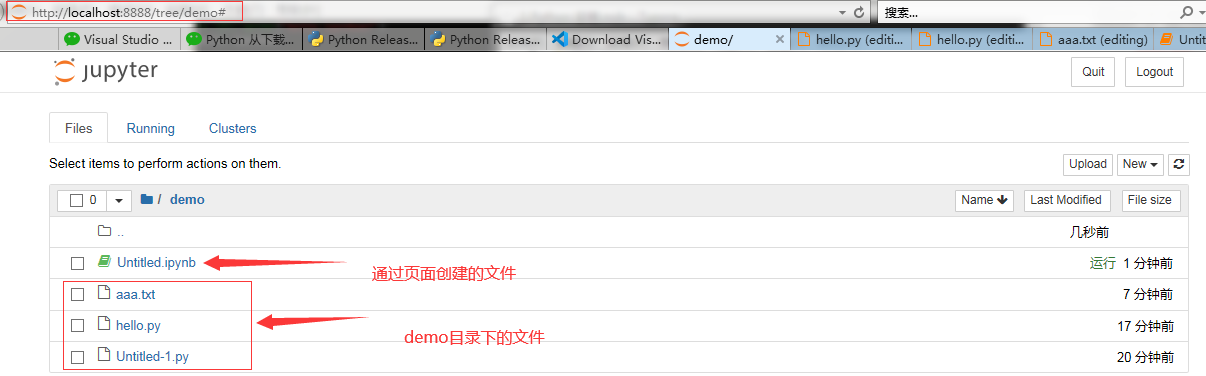 http://localhost:8888/tree/demo#
搜索...
Visual Studio ...
Python 从下载...
Python Releas...
Python Releas...
Download Vis...
demo/
hello.py (editi...
hello.py (editi...
aaa.txt (editing)
Untit
jupyter
Quit
Logout
Files
Running
Clusters
Select items to perform actions on them.
Upload
New
0
/ demo
Name
Last Modified
File size
..
几秒前
Untitled.ipynb
运行 1 分钟前
通过页面创建的文件
aaa.txt
7 分钟前
hello.py
17 分钟前
demo目录下的文件
Untitled-1.py
20 分钟前